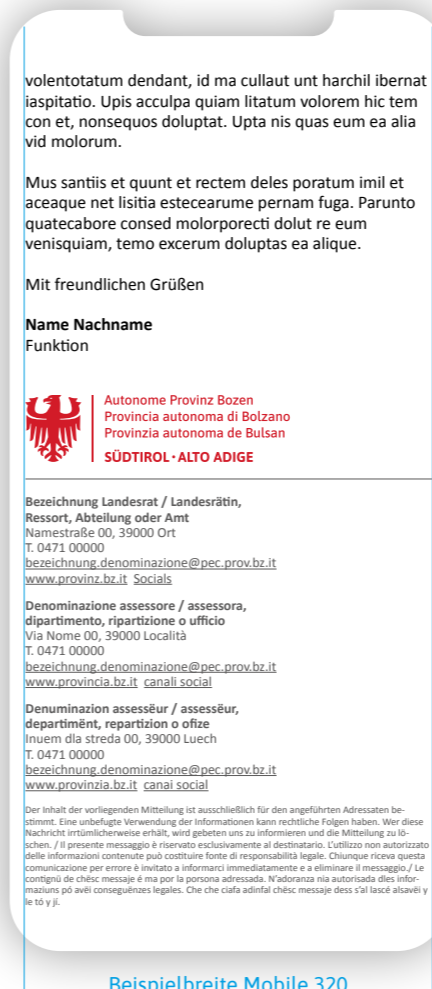 volentotatum dendant, id ma cullaut unt harchil ibernat
iaspitatio. Upis acculpa quiam litatum volorem hic tem
con et, nonsequos doluptat. Upta nis quas eum ea alia
vid molorum.
Mus santiis et quunt et rectem deles poratum imil et
aceaque net lisitia estecearume pernam fuga. Parunto
quatecabore consed molorporecti dolut re eum
venisquiam, temo excerum doluptas ea alique.
Mit freundlichen Grüßen
Name Nachname
Funktion
Autonome Provinz Bozen
Provincia autonoma di Bolzano
Provinzia autonoma de Bulsan
SÜDTIROL · ALTO ADIGE
Bezeichnung Landesrat / Landesrätin,
Ressort, Abteilung oder Amt
Namestraße 00, 39000 Ort
T. 0471 00000
bezeichnung.denominazione@pec.prov.bz.it
www.provinz.bz.it Socials
Denominazione assessore / assessora,
dipartimento, ripartizione o ufficio
Via Nome 00, 39000 Località
T. 0471 00000
bezeichnung.denominazione@pec.prov.bz.it
www.provincia.bz.it canali social
Denuminazion assessëur / assessëur,
departimënt, repartizion o ofize
Inuem dla streda 00, 39000 Luech
T. 0471 00000
bezeichnung.denominazione@pec.prov.bz.it
www.provinzia.bz.it canai social
Der Inhalt der vorliegenden Mitteilung ist ausschließlich für den angeführten Adressaten be-
stimmt. Eine unbefugte Verwendung der Informationen kann rechtliche Folgen haben. Wer diese
Nachricht irrtümlicherweise erhält, wird gebeten uns zu informieren und die Mitteilung zu lö-
schen. / Il presente messaggio è riservato esclusivamente al destinatario. L'utilizzo non autorizzato
delle informazioni contenute può costituire fonte di responsabilità legale. Chiunque riceva questa
comunicazione per errore è invitato a informarci immediatamente e a eliminare il messaggio./ Le
contignü de chësc messaje é ma por la porsona adressada. N'adoranza nia autorisada dles infor-
maziuns pó avëi conseguënzes legales. Che che ciafa adinfal chësc messaje dess s'al lascé alsavëi y
le tó y jí.
Beispielbreite Mobile 320